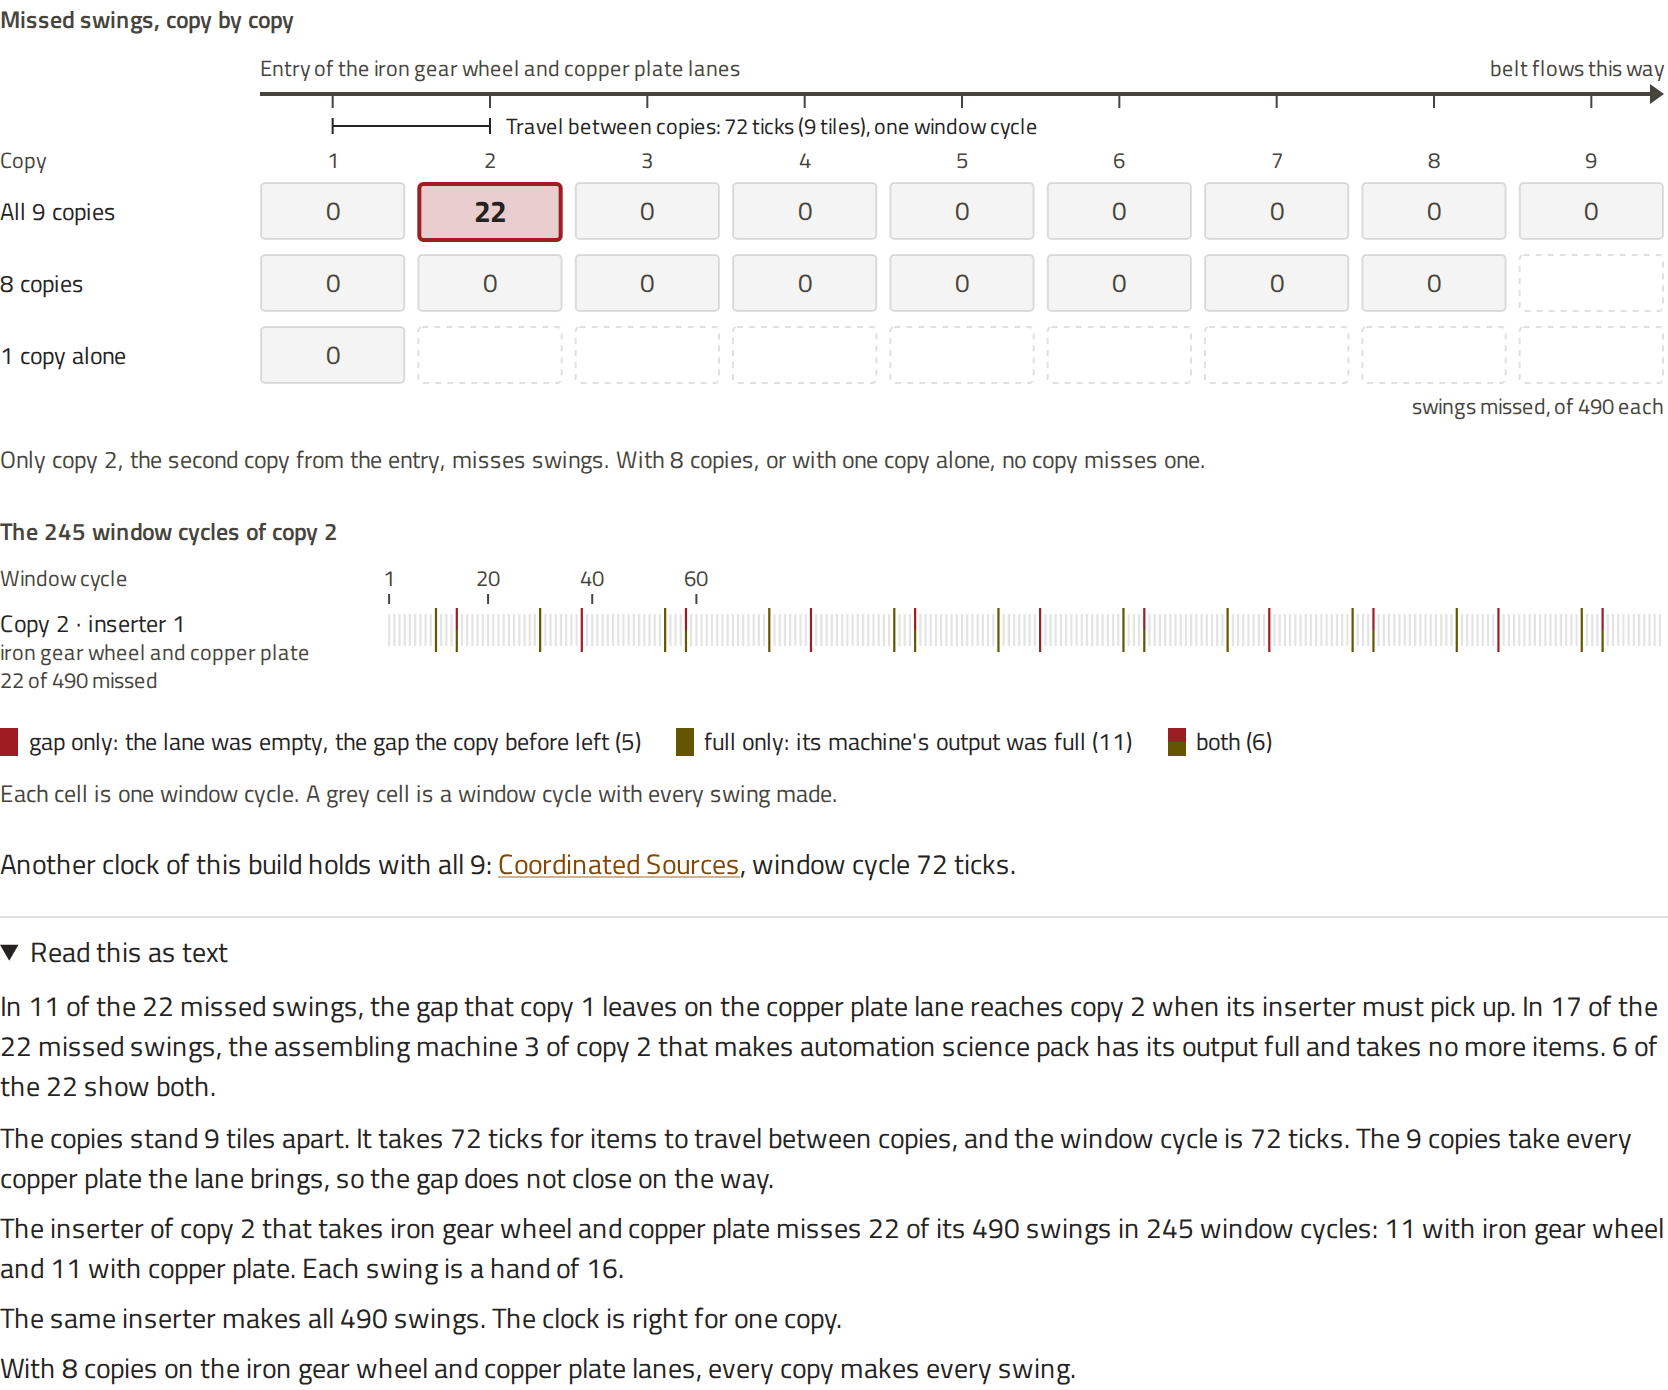 Missed swings, copy by copy
Entry of the iron gear wheel and copper plate lanes
belt flows this way
Travel between copies: 72 ticks (9 tiles), one window cycle
Copy 1 2 3 4 5 6 7 8 9
All 9 copies 0 22 0 0 0 0 0 0 0
8 copies 0 0 0 0 0 0 0 0
1 copy alone 0
swings missed, of 490 each
Only copy 2, the second copy from the entry, misses swings. With 8 copies, or with one copy alone, no copy misses one.
The 245 window cycles of copy 2
Window cycle 1 20 40 60
Copy 2 · inserter 1
iron gear wheel and copper plate
22 of 490 missed
gap only: the lane was empty, the gap the copy before left (5) full only: its machine's output was full (11) both (6)
Each cell is one window cycle. A grey cell is a window cycle with every swing made.
Another clock of this build holds with all 9: Coordinated Sources, window cycle 72 ticks.
Read this as text
In 11 of the 22 missed swings, the gap that copy 1 leaves on the copper plate lane reaches copy 2 when its inserter must pick up. In 17 of the
22 missed swings, the assembling machine 3 of copy 2 that makes automation science pack has its output full and takes no more items. 6 of
the 22 show both.
The copies stand 9 tiles apart. It takes 72 ticks for items to travel between copies, and the window cycle is 72 ticks. The 9 copies take every
copper plate the lane brings, so the gap does not close on the way.
The inserter of copy 2 that takes iron gear wheel and copper plate misses 22 of its 490 swings in 245 window cycles: 11 with iron gear wheel
and 11 with copper plate. Each swing is a hand of 16.
The same inserter makes all 490 swings. The clock is right for one copy.
With 8 copies on the iron gear wheel and copper plate lanes, every copy makes every swing.